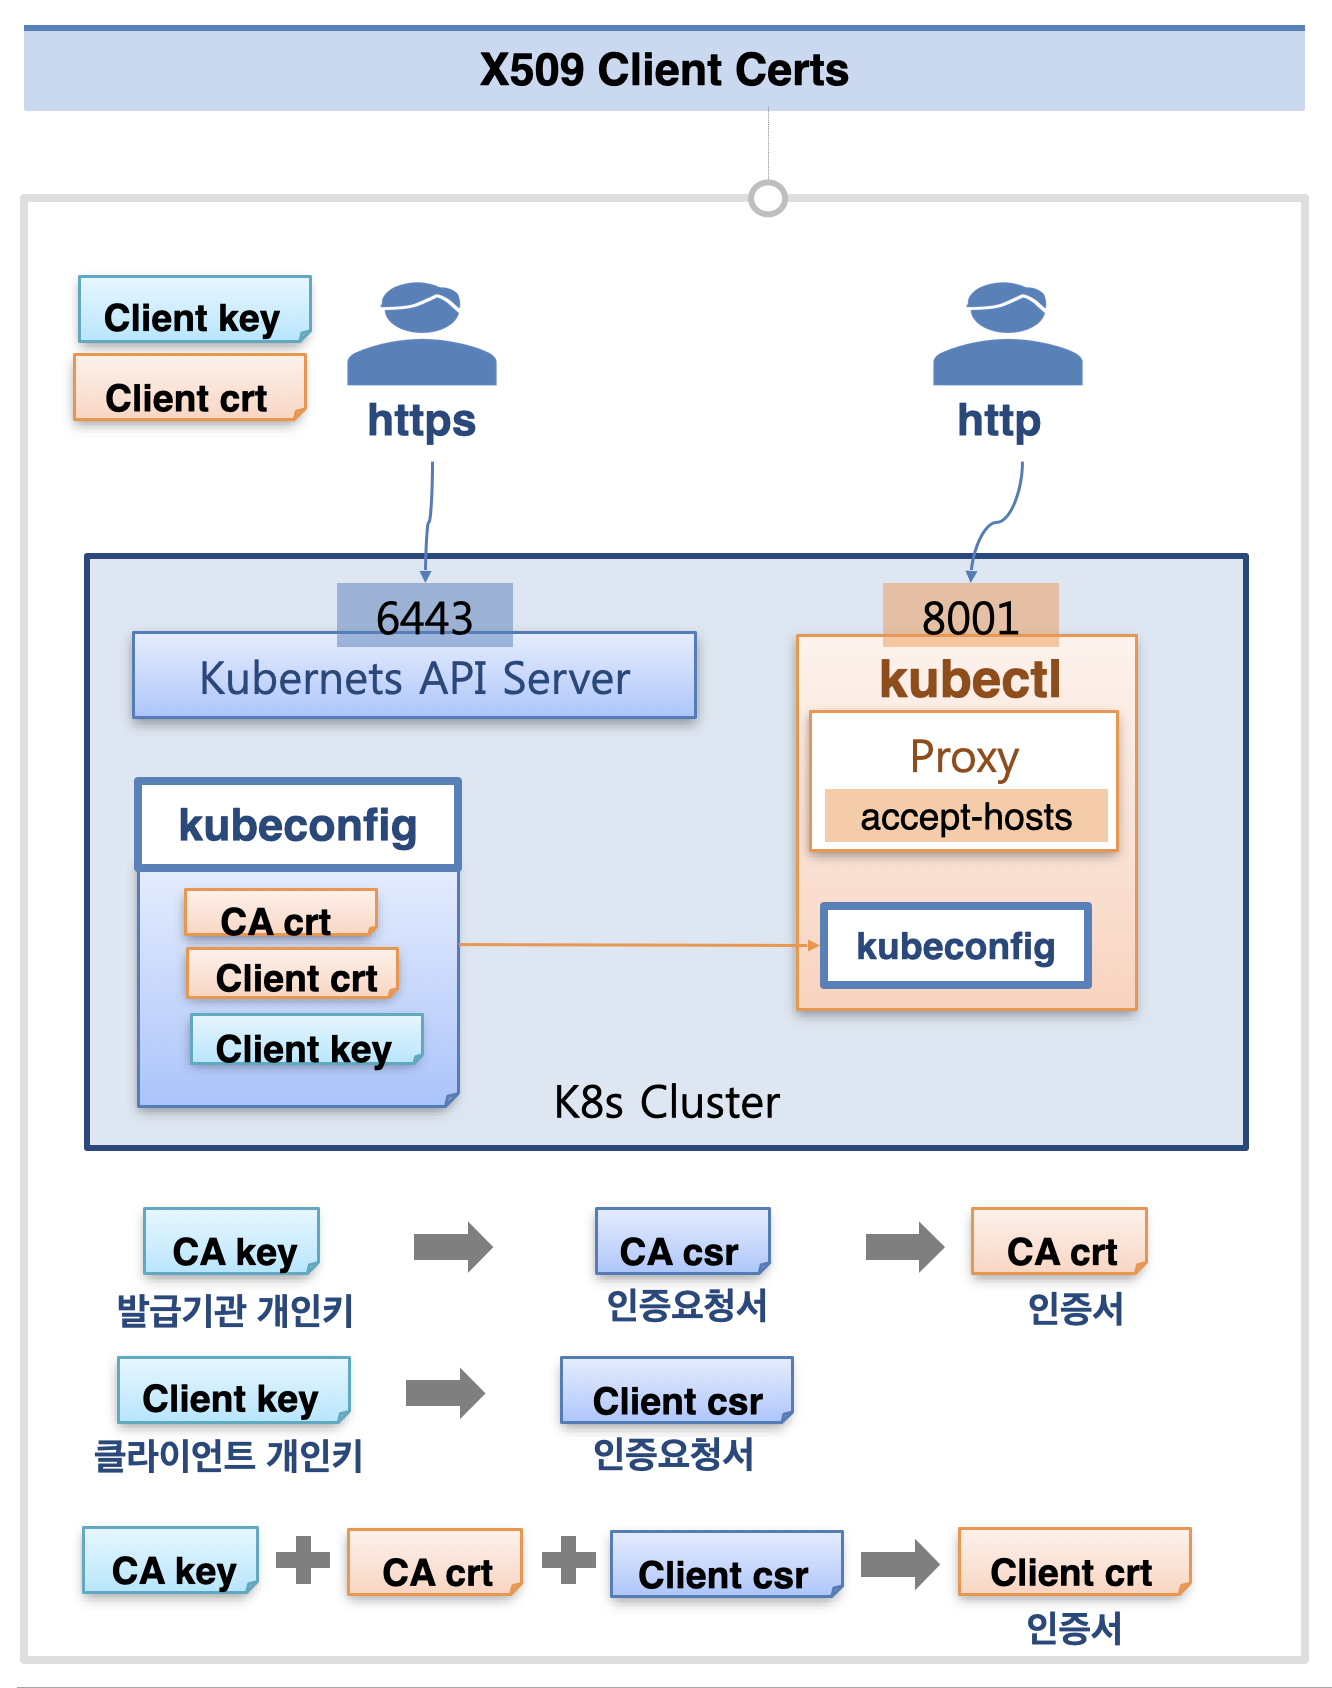 X509 Client Certs
Client key
Client crt
https
http
6443
Kubernets API Server
8001
kubectl
Proxy
accept-hosts
kubeconfig
CA crt
Client crt
Client key
kubeconfig
K8s Cluster
CA key
CA csr
CA crt
발급기관 개인키
인증요청서
인증서
Client key
Client csr
클라이언트 개인키
인증요청서
CA key
CA crt
Client csr
Client crt
인증서